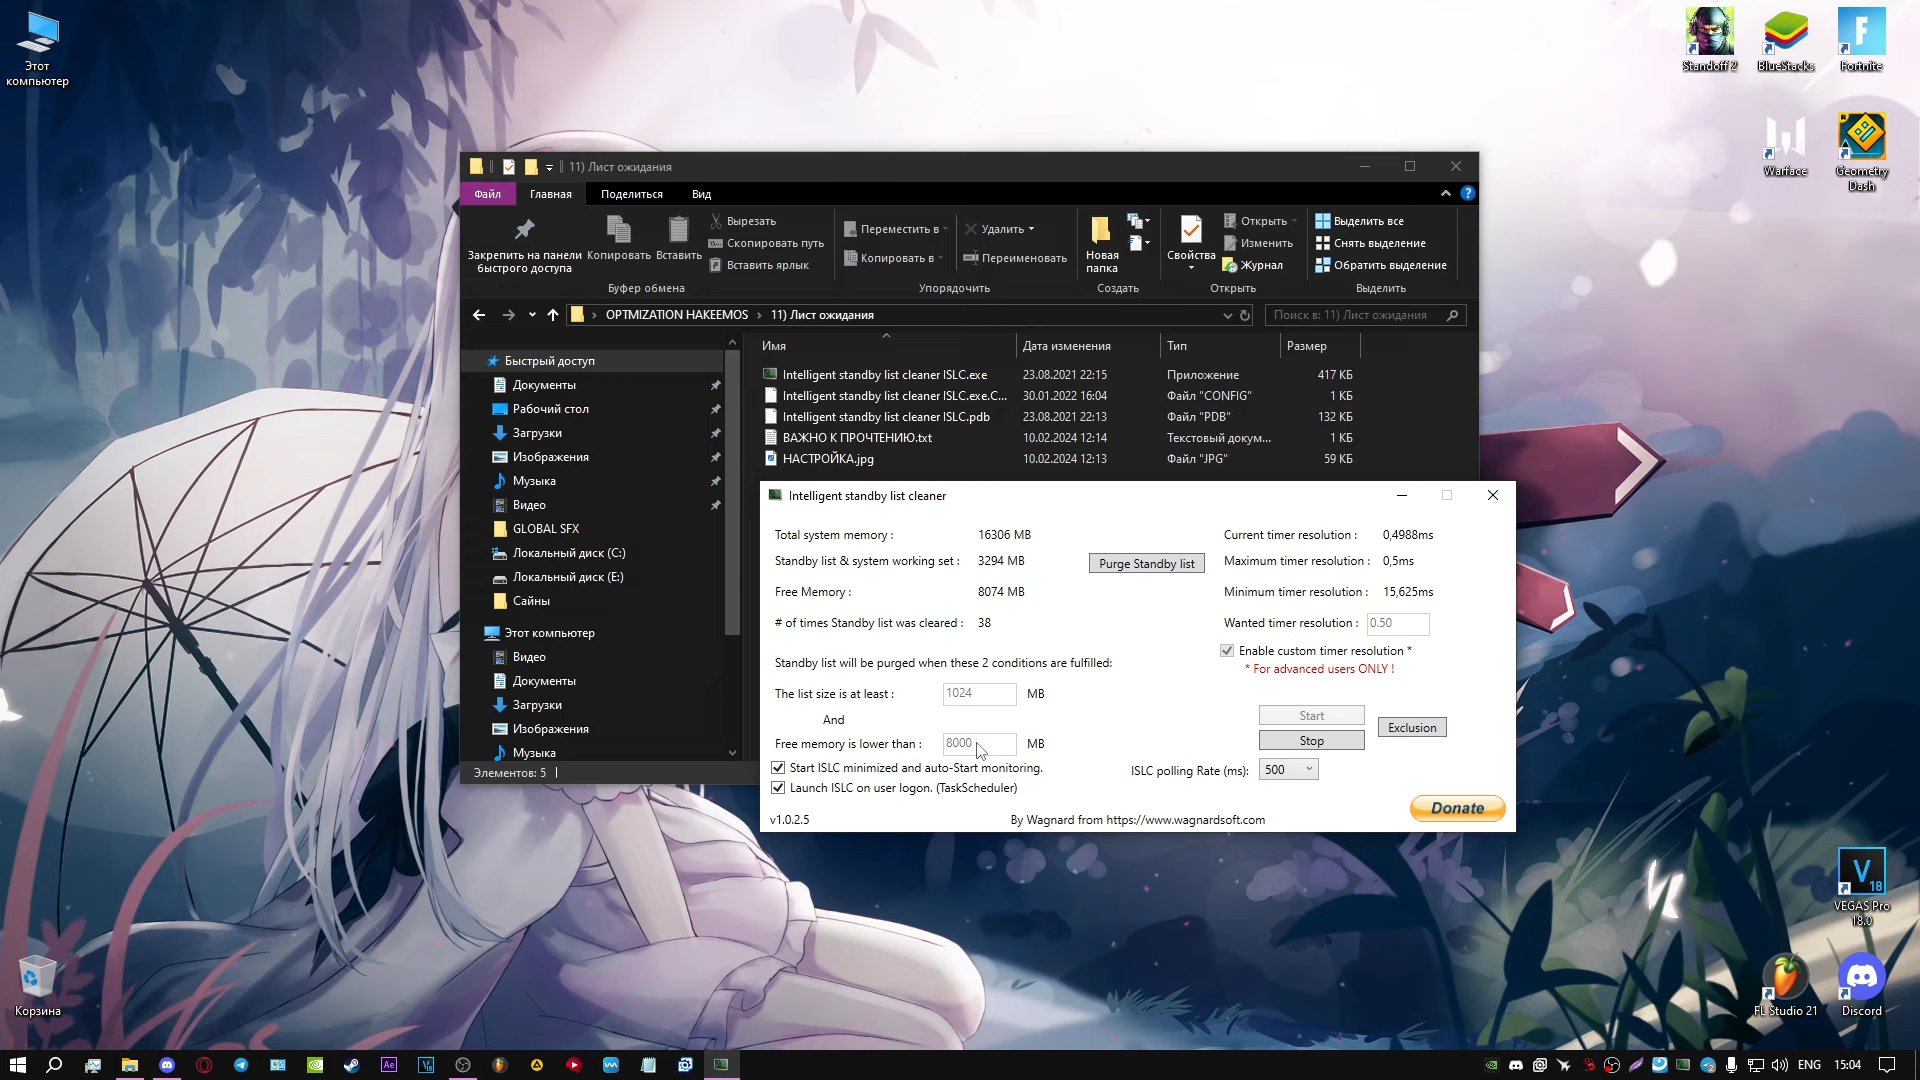 Этот
компьютер
Standoff 2
BlueStacks
Fortnite
Warface
Geometry
Dash
11) Лист ожидания
Файл
Главная
Поделиться
Вид
Закрепить на панели
быстрого доступа
Копировать
Вставить
Вырезать
Скопировать путь
Вставить ярлык
Буфер обмена
Переместить в
Копировать в
Удалить
Переименовать
Упорядочить
Новая
папка
Создать
Свойства
Открыть
Изменить
Журнал
Открыть
Выделить все
Снять выделение
Обратить выделение
Выделить
OPTMIZATION HAKEEMOS > 11) Лист ожидания
Поиск в: 11) Лист ожидания
Имя Дата изменения Тип Размер
Intelligent standby list cleaner ISLC.exe 23.08.2021 22:15 Приложение 417 КБ
Intelligent standby list cleaner ISLC.exe.C... 30.01.2022 16:04 Файл "CONFIG" 1 КБ
Intelligent standby list cleaner ISLC.pdb 23.08.2021 22:13 Файл "PDB" 132 КБ
ВАЖНО К ПРОЧТЕНИЮ.txt 10.02.2024 12:14 Текстовый докум... 1 КБ
НАСТРОЙКА.jpg 10.02.2024 12:13 Файл "JPG" 59 КБ
Быстрый доступ
Документы
Рабочий стол
Загрузки
Изображения
Музыка
Видео
GLOBAL SFX
Локальный диск (C:)
Локальный диск (E:)
Сайны
Этот компьютер
Видео
Документы
Загрузки
Изображения
Музыка
Элементов: 5
Intelligent standby list cleaner
Total system memory : 16306 MB
Standby list & system working set : 3294 MB
Purge Standby list
Free Memory : 8074 MB
# of times Standby list was cleared : 38
Standby list will be purged when these 2 conditions are fulfilled:
The list size is at least : 1024 MB
And
Free memory is lower than : 8000 MB
Start ISLC minimized and auto-Start monitoring.
Launch ISLC on user logon. (TaskScheduler)
Current timer resolution : 0,4988ms
Maximum timer resolution : 0,5ms
Minimum timer resolution : 15,625ms
Wanted timer resolution : 0.50
Enable custom timer resolution *
* For advanced users ONLY !
Start
Stop
Exclusion
ISLC polling Rate (ms): 500
Donate
v1.0.2.5
By Wagnard from https://www.wagnardsoft.com
V
18
VEGAS Pro
18.0
FL Studio 21
Discord
Корзина
Ae
ENG
15:04